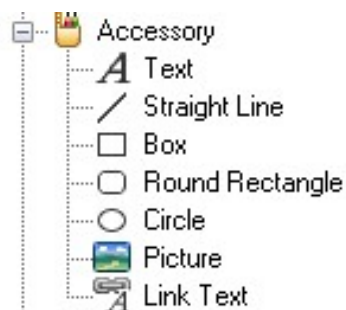 Accessory
Text
Straight Line
Box
Round Rectangle
Circle
Picture
Link Text